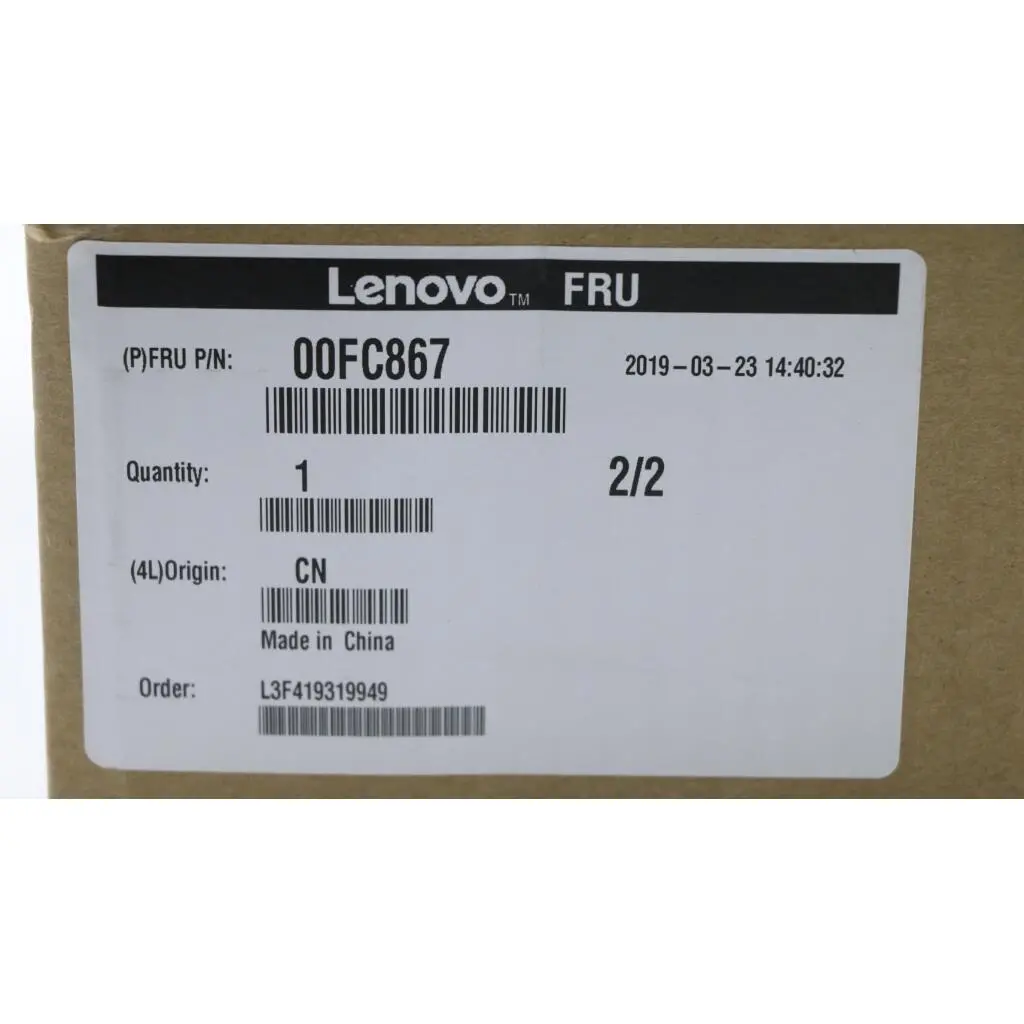 Lenovo™ FRU
(P)FRU P/N: 00FC867 2019-03-23 14:40:32
Quantity: 1 2/2
(4L)Origin: CN
Made in China
Order: L3F419319949